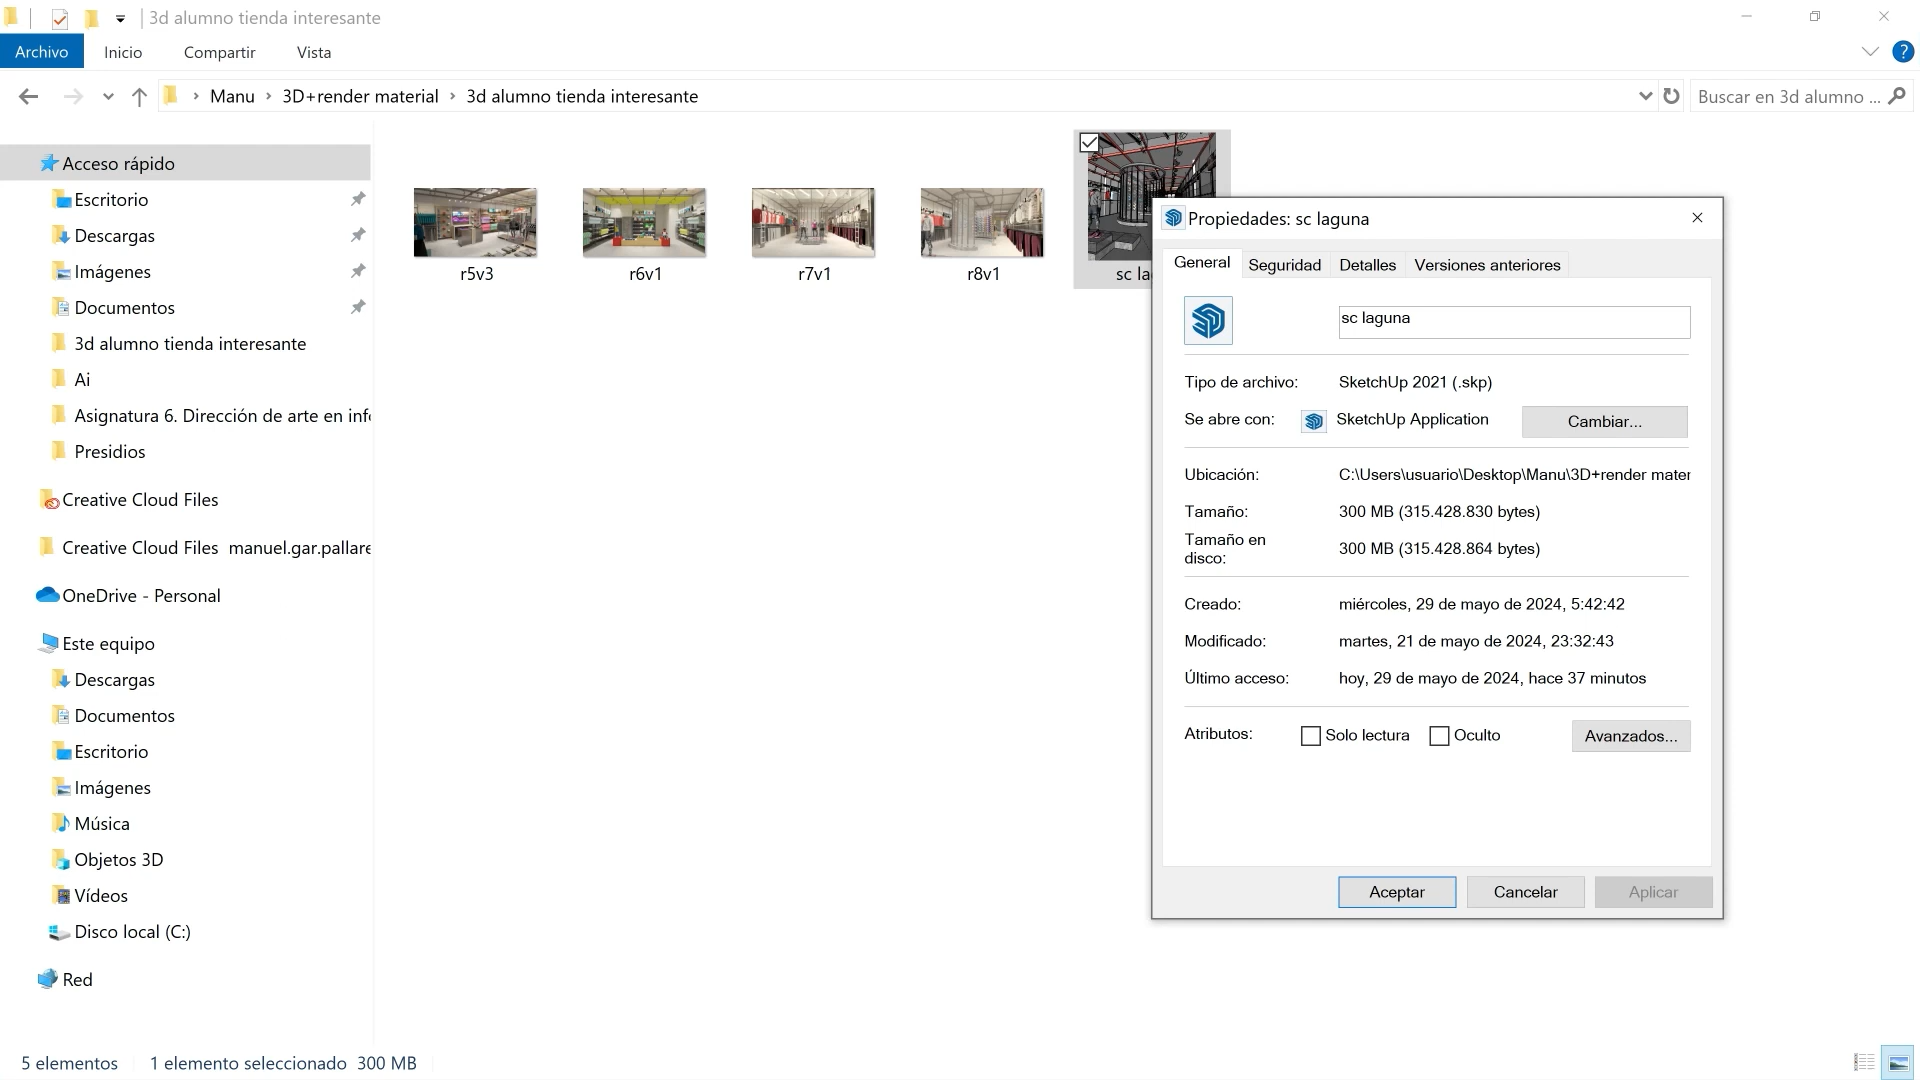 3d alumno tienda interesante
Archivo Inicio Compartir Vista ?
Manu › 3D+render material › 3d alumno tienda interesante
Buscar en 3d alumno ...
Acceso rápido
Escritorio
Descargas
Imágenes
Documentos
3d alumno tienda interesante
Ai
Asignatura 6. Dirección de arte en info
Presidios
Creative Cloud Files
Creative Cloud Files manuel.gar.pallare
OneDrive - Personal
Este equipo
Descargas
Documentos
Escritorio
Imágenes
Música
Objetos 3D
Vídeos
Disco local (C:)
Red
r5v3
r6v1
r7v1
r8v1
sc la
Propiedades: sc laguna
General Seguridad Detalles Versiones anteriores
sc laguna
Tipo de archivo: SketchUp 2021 (.skp)
Se abre con: SketchUp Application Cambiar...
Ubicación: C:\Users\usuario\Desktop\Manu\3D+render mater
Tamaño: 300 MB (315.428.830 bytes)
Tamaño en
disco: 300 MB (315.428.864 bytes)
Creado: miércoles, 29 de mayo de 2024, 5:42:42
Modificado: martes, 21 de mayo de 2024, 23:32:43
Último acceso: hoy, 29 de mayo de 2024, hace 37 minutos
Atributos: Solo lectura Oculto Avanzados...
Aceptar Cancelar Aplicar
5 elementos 1 elemento seleccionado 300 MB